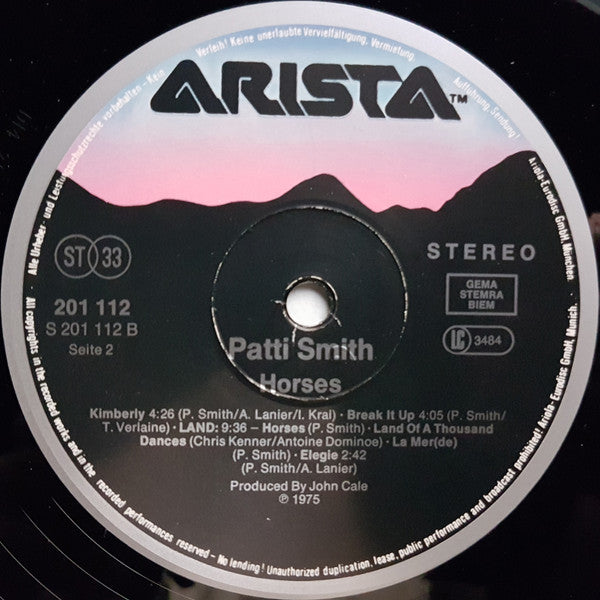 ARISTA™
Alle Urheber- und Leistungsschutzrechte vorbehalten - Kein Verleih! Keine unerlaubte Vervielfältigung, Vermietung, Aufführung, Sendung! Ariola-Eurodisc GmbH, München.
ST 33
STEREO
201 112
S 201 112 B
Seite 2
GEMA
STEMRA
BIEM
LC 3484
Patti Smith
Horses
Kimberly 4:26 (P. Smith/A. Lanier/I. Kral) · Break It Up 4:05 (P. Smith/
T. Verlaine) · LAND: 9:36 – Horses (P. Smith) · Land Of A Thousand
Dances (Chris Kenner/Antoine Dominoe) · La Mer(de)
(P. Smith) · Elegie 2:42
(P. Smith/A. Lanier)
Produced By John Cale
℗ 1975
All copyrights in the recorded works and in the recorded performances reserved - No lending! Unauthorized duplication, lease, public performance and broadcast prohibited! Ariola-Eurodisc GmbH, Munich.